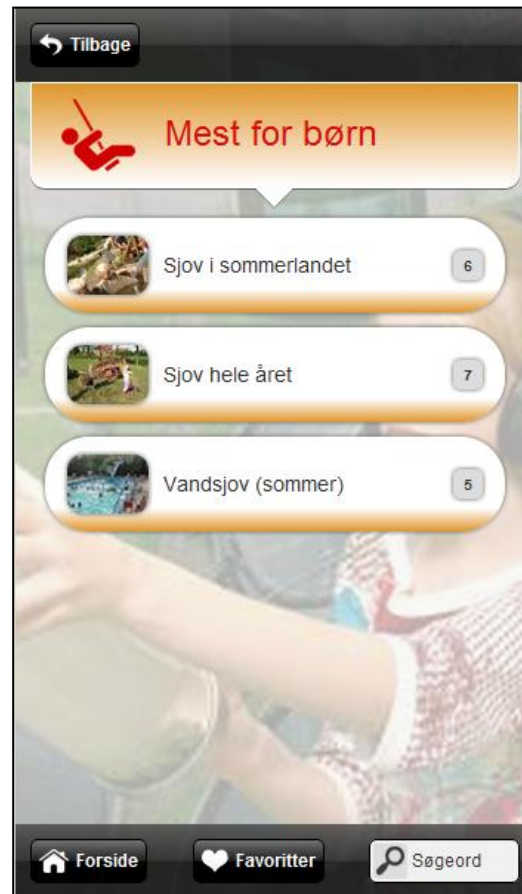 Tilbage
Mest for børn
Sjov i sommerlandet 6
Sjov hele året 7
Vandsjov (sommer) 5
Forside Favoritter Søgeord